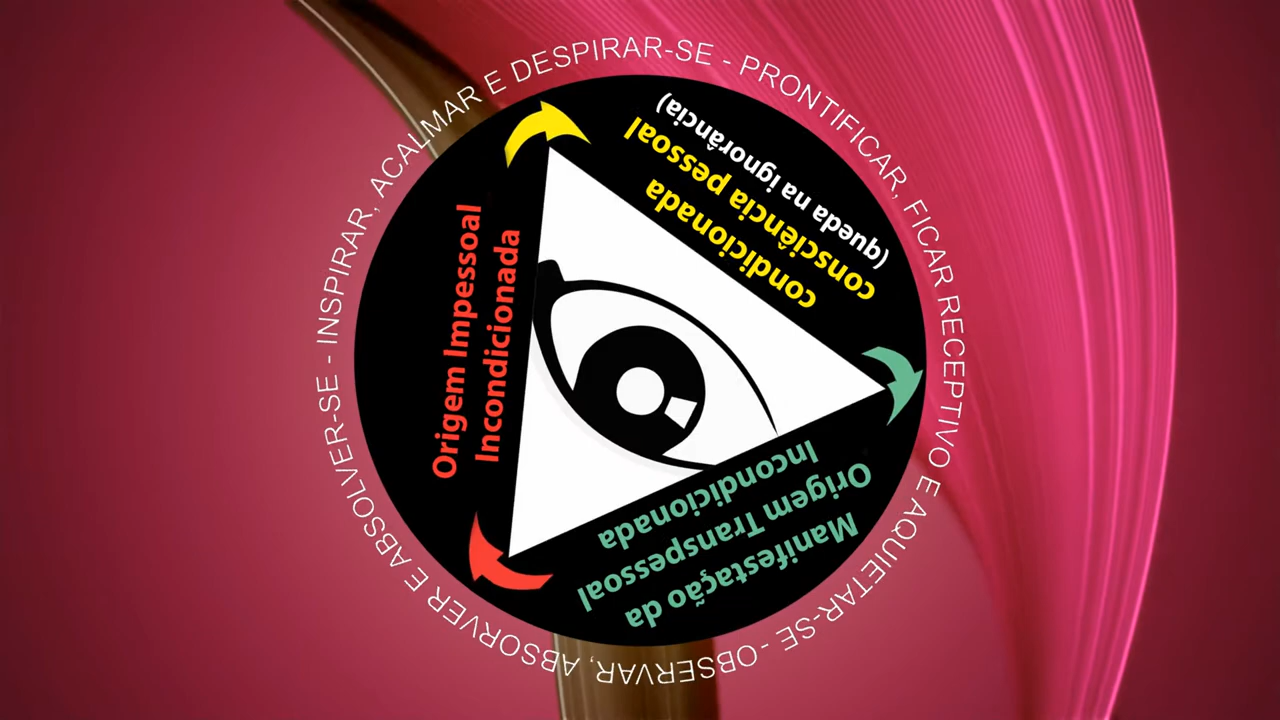 INSPIRAR, ACALMAR E DESPIRAR-SE - PRONTIFICAR, FICAR RECEPTIVO E AQUIETAR-SE - OBSERVAR, ABSORVER E ABSOLVER-SE -
Origem Impessoal
Incondicionada
condicionada
consciência pessoal
(queda na ignorância)
Manifestação da
Origem Transpessoal
Incondicionada